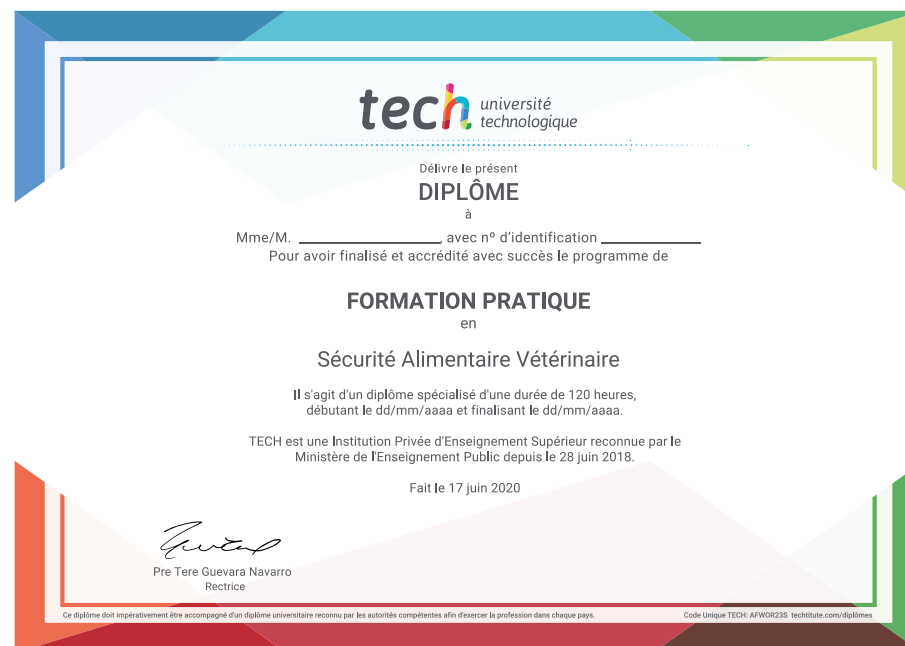 tech université
technologique
Délivre le présent
DIPLÔME
à
Mme/M. ____________________, avec nº d'identification ______________
Pour avoir finalisé et accrédité avec succès le programme de
FORMATION PRATIQUE
en
Sécurité Alimentaire Vétérinaire
Il s'agit d'un diplôme spécialisé d'une durée de 120 heures,
débutant le dd/mm/aaaa et finalisant le dd/mm/aaaa.
TECH est une Institution Privée d'Enseignement Supérieur reconnue par le
Ministère de l'Enseignement Public depuis le 28 juin 2018.
Fait le 17 juin 2020
Pre Tere Guevara Navarro
Rectrice
Ce diplôme doit impérativement être accompagné d'un diplôme universitaire reconnu par les autorités compétentes afin d'exercer la profession dans chaque pays.
Code Unique TECH: AFWOR23S techtitute.com/diplômes